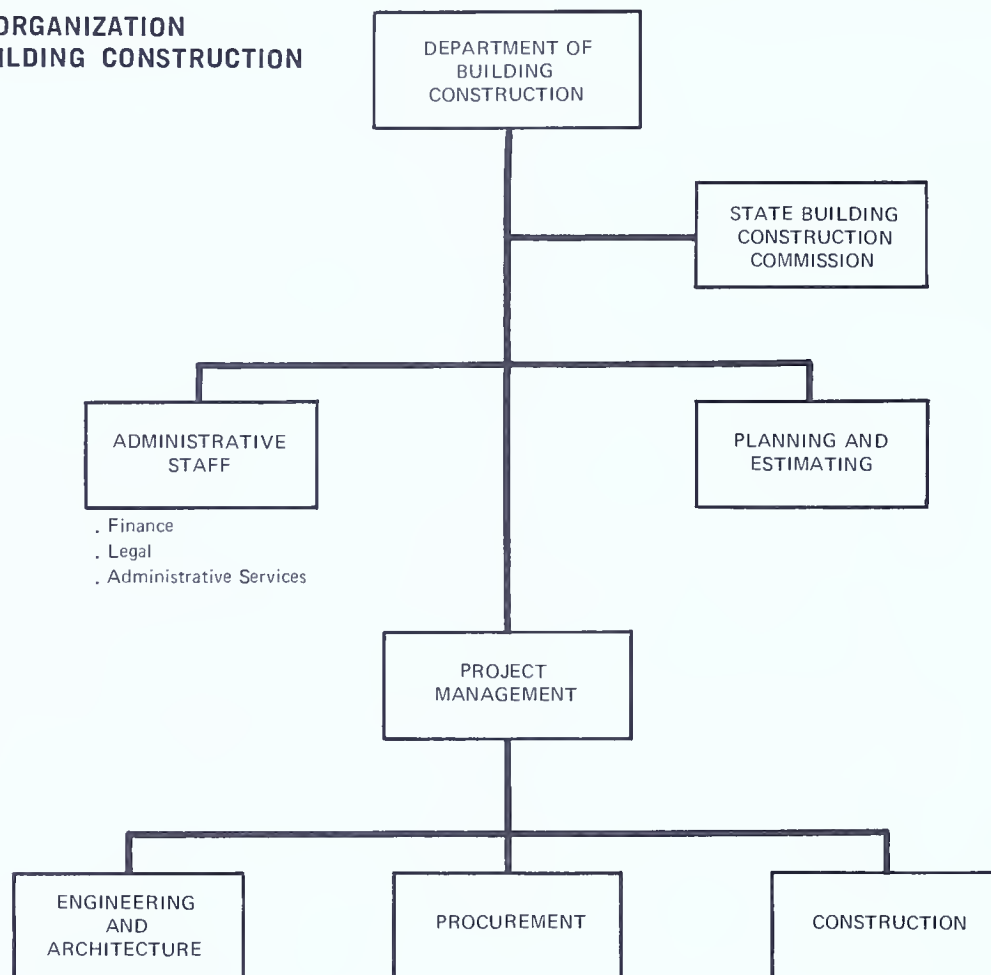 ORGANIZATION
ILDING CONSTRUCTION
DEPARTMENT OF
BUILDING
CONSTRUCTION
STATE BUILDING
CONSTRUCTION
COMMISSION
ADMINISTRATIVE
STAFF
. Finance
. Legal
. Administrative Services
PLANNING AND
ESTIMATING
PROJECT
MANAGEMENT
ENGINEERING
AND
ARCHITECTURE
PROCUREMENT
CONSTRUCTION